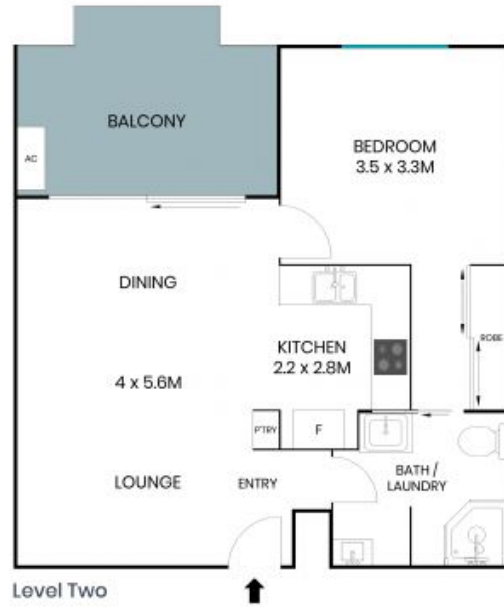 BALCONY
AC
BEDROOM
3.5 x 3.3M
DINING
KITCHEN
2.2 x 2.8M
ROBE
4 x 5.6M
P'TRY
F
LOUNGE
ENTRY
BATH /
LAUNDRY
Level Two